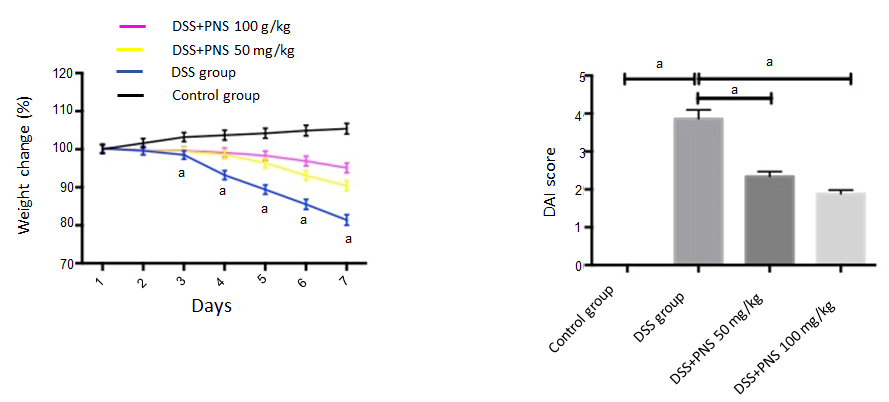 DSS+PNS 100 g/kg
DSS+PNS 50 mg/kg
DSS group
Control group
Weight change (%)
120
110
100
90
80
70
a
a
a
a
a
1
2
3
4
5
6
7
Days
DAI score
5
4
3
2
1
0
a
a
a
Control group
DSS group
DSS+PNS 50 mg/kg
DSS+PNS 100 mg/kg